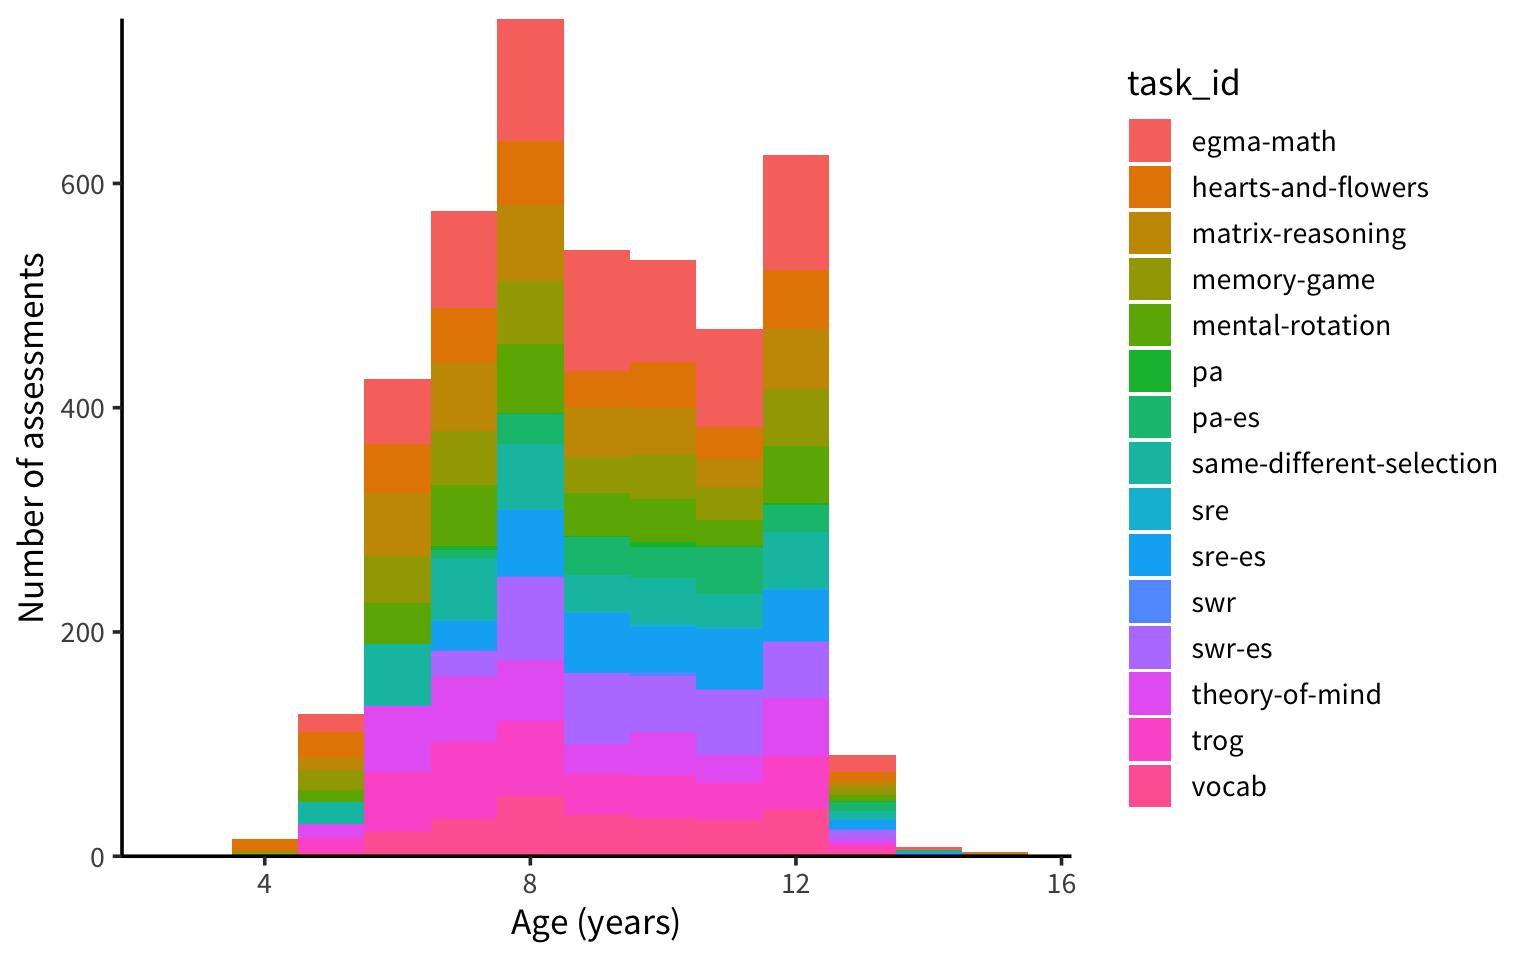 Number of assessments
600
400
200
0
4
8
12
16
Age (years)
task_id
egma-math
hearts-and-flowers
matrix-reasoning
memory-game
mental-rotation
pa
pa-es
same-different-selection
sre
sre-es
swr
swr-es
theory-of-mind
trog
vocab